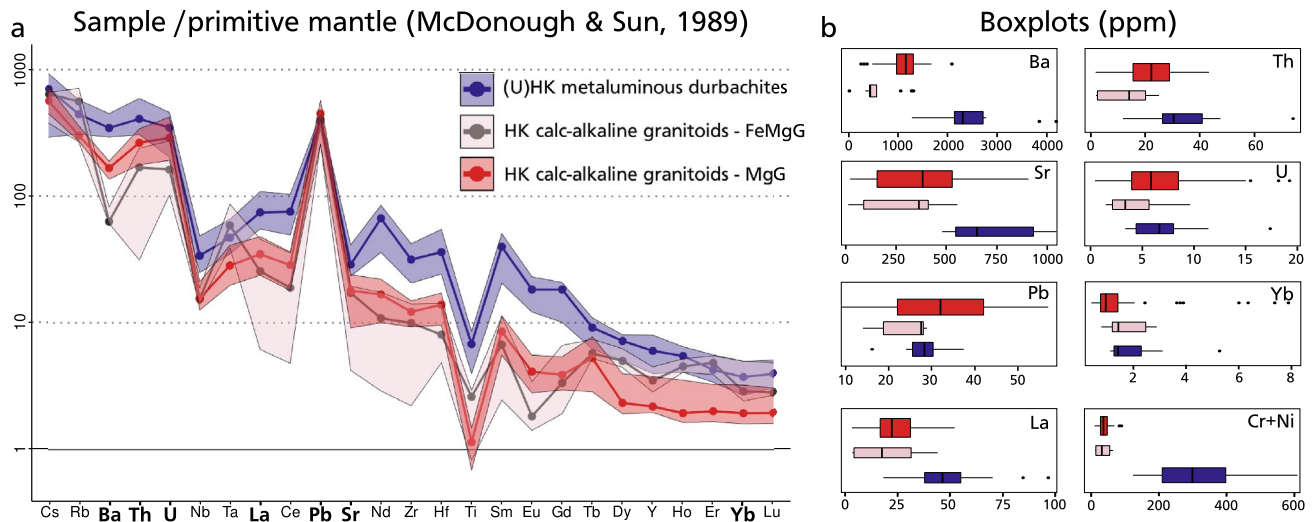 a
Sample /primitive mantle (McDonough & Sun, 1989)
1000
100
10
1
(U)HK metaluminous durbachites
HK calc-alkaline granitoids - FeMgG
HK calc-alkaline granitoids - MgG
Cs Rb Ba Th U Nb Ta La Ce Pb Sr Nd Zr Hf Ti Sm Eu Gd Tb Dy Y Ho Er Yb Lu
b
Boxplots (ppm)
Ba
0 1000 2000 3000 4000
Th
0 20 40 60
Sr
0 250 500 750 1000
U
0 5 10 15 20
Pb
10 20 30 40 50
Yb
2 4 6 8
La
0 25 50 75 100
Cr+Ni
0 200 400 600